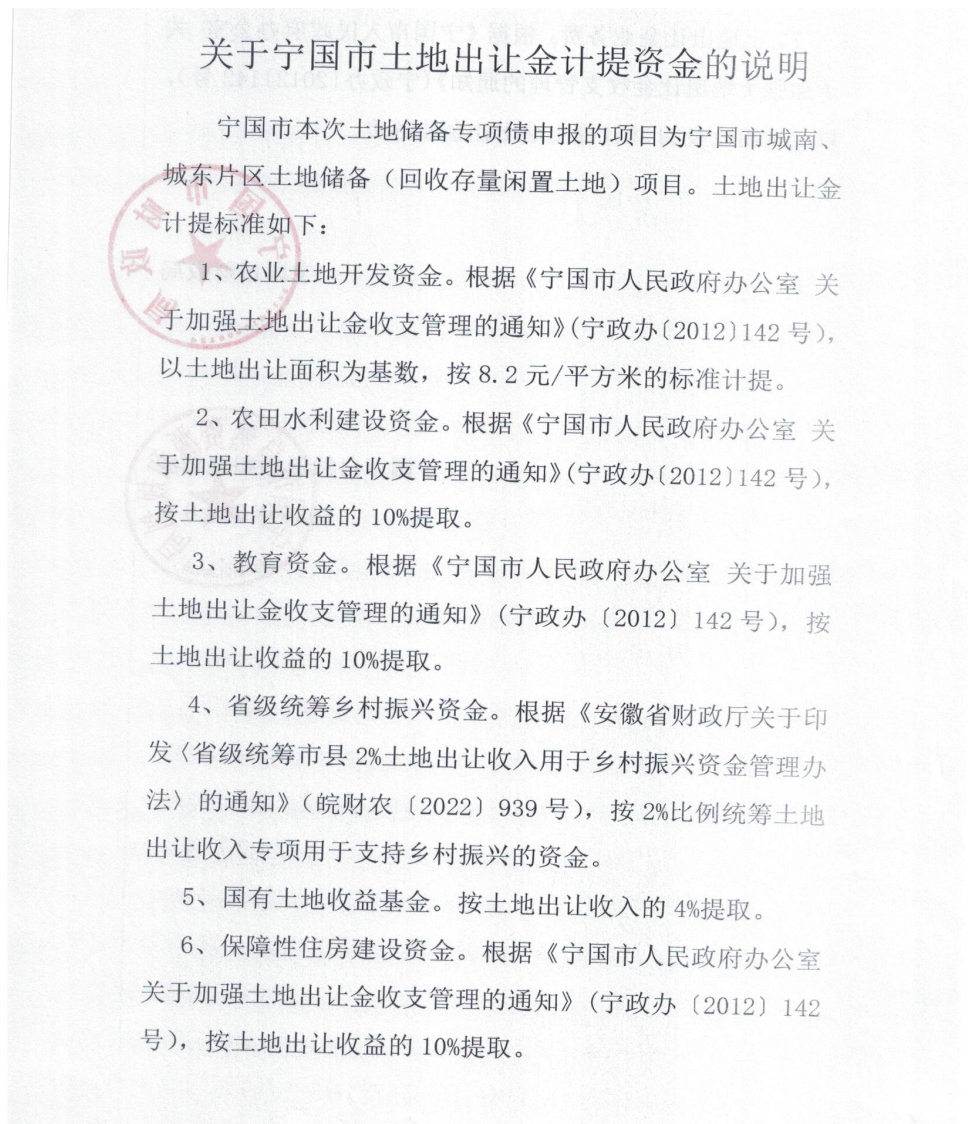 关于宁国市土地出让金计提资金的说明
宁国市本次土地储备专项债申报的项目为宁国市城南、
城东片区土地储备（回收存量闲置土地）项目。土地出让金
计提标准如下：
1、农业土地开发资金。根据《宁国市人民政府办公室 关
于加强土地出让金收支管理的通知》(宁政办〔2012〕142 号)，
以土地出让面积为基数，按 8.2 元/平方米的标准计提。
2、农田水利建设资金。根据《宁国市人民政府办公室 关
于加强土地出让金收支管理的通知》(宁政办〔2012〕142 号)，
按土地出让收益的 10%提取。
3、教育资金。根据《宁国市人民政府办公室 关于加强
土地出让金收支管理的通知》(宁政办〔2012〕142 号)，按
土地出让收益的 10%提取。
4、省级统筹乡村振兴资金。根据《安徽省财政厅关于印
发〈省级统筹市县 2%土地出让收入用于乡村振兴资金管理办
法〉的通知》（皖财农〔2022〕939 号)，按 2%比例统筹土地
出让收入专项用于支持乡村振兴的资金。
5、国有土地收益基金。按土地出让收入的 4%提取。
6、保障性住房建设资金。根据《宁国市人民政府办公室
关于加强土地出让金收支管理的通知》(宁政办〔2012〕142
号)，按土地出让收益的 10%提取。